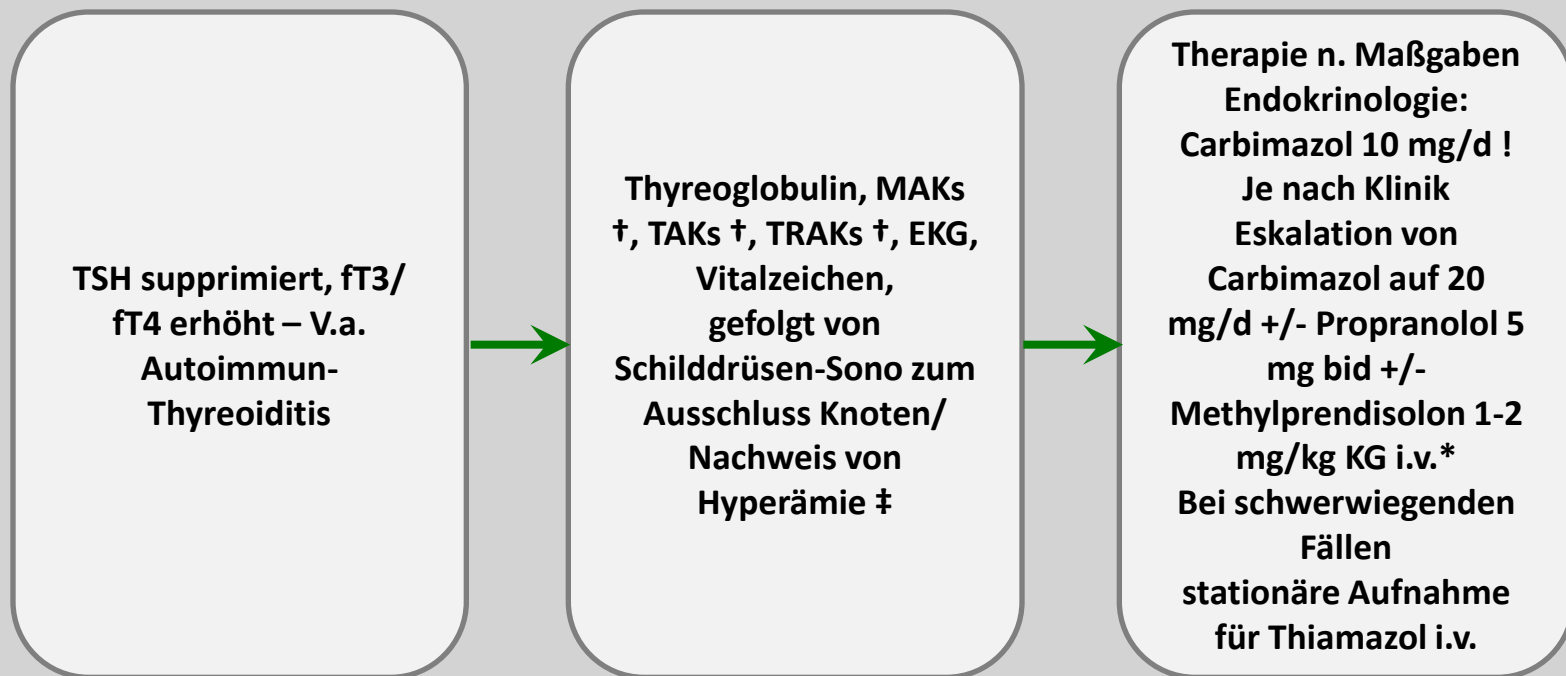 TSH supprimiert, fT3/
fT4 erhöht – V.a.
Autoimmun-
Thyreoiditis
Thyreoglobulin, MAKs
†, TAKs †, TRAKs †, EKG,
Vitalzeichen,
gefolgt von
Schilddrüsen-Sono zum
Ausschluss Knoten/
Nachweis von
Hyperämie ‡
Therapie n. Maßgaben
Endokrinologie:
Carbimazol 10 mg/d !
Je nach Klinik
Eskalation von
Carbimazol auf 20
mg/d +/- Propranolol 5
mg bid +/-
Methylprendisolon 1-2
mg/kg KG i.v.*
Bei schwerwiegenden
Fällen
stationäre Aufnahme
für Thiamazol i.v.